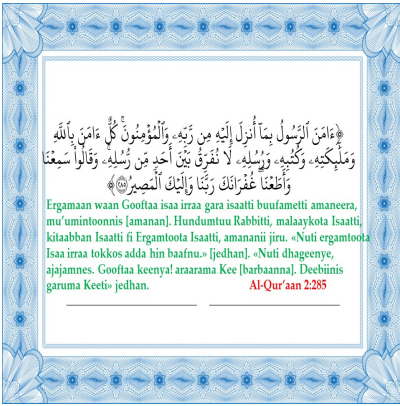 ﴿ءَامَنَ ٱلرَّسُولُ بِمَآ أُنزِلَ إِلَيْهِ مِن رَّبِّهِۦ وَٱلْمُؤْمِنُونَ ۚ كُلٌّ ءَامَنَ بِٱللَّهِ
وَمَلَٰٓئِكَتِهِۦ وَكُتُبِهِۦ وَرُسُلِهِۦ لَا نُفَرِّقُ بَيْنَ أَحَدٍ مِّن رُّسُلِهِۦ ۚ وَقَالُوا۟ سَمِعْنَا
وَأَطَعْنَا ۖ غُفْرَانَكَ رَبَّنَا وَإِلَيْكَ ٱلْمَصِيرُ ٢٨٥﴾
Ergamaan waan Gooftaa isaa irraa gara isaatti buufametti amaneera,
mu'umintoonnis [amanan]. Hundumtuu Rabbitti, malaaykota Isaatti,
kitaabban Isaatti fi Ergamtoota Isaatti, amananii jiru. «Nuti ergamtoota
Isaa irraa tokkos adda hin baafnu.» [jedhan]. «Nuti dhageenye,
ajajamnes. Gooftaa keenya! araarama Kee [barbaanna]. Deebiinis
garuma Keeti» jedhan. Al-Qur'aan 2:285